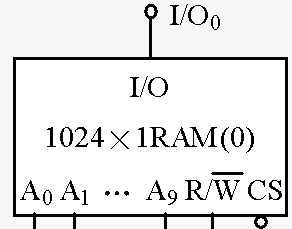 I/O₀
I/O
1024×1RAM(0)
A₀ A₁ ··· A₉ R/W̅ CS